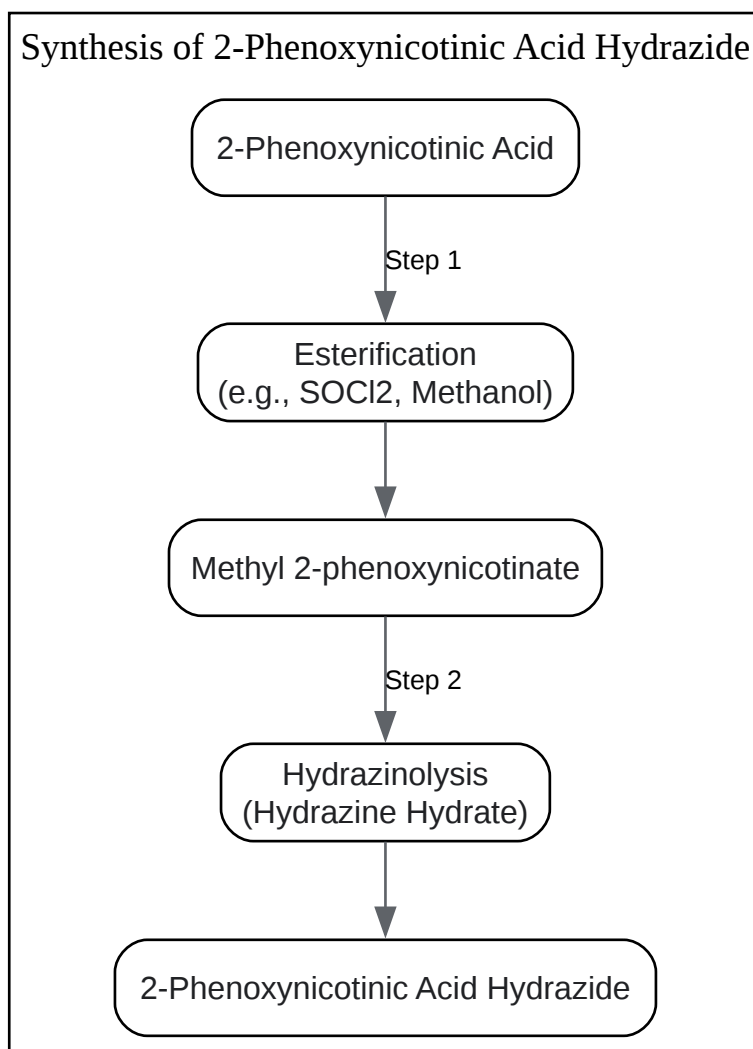 Synthesis of 2-Phenoxynicotinic Acid Hydrazide
2-Phenoxynicotinic Acid
Step 1
Esterification
(e.g., SOCl2, Methanol)
Methyl 2-phenoxynicotinate
Step 2
Hydrazinolysis
(Hydrazine Hydrate)
2-Phenoxynicotinic Acid Hydrazide